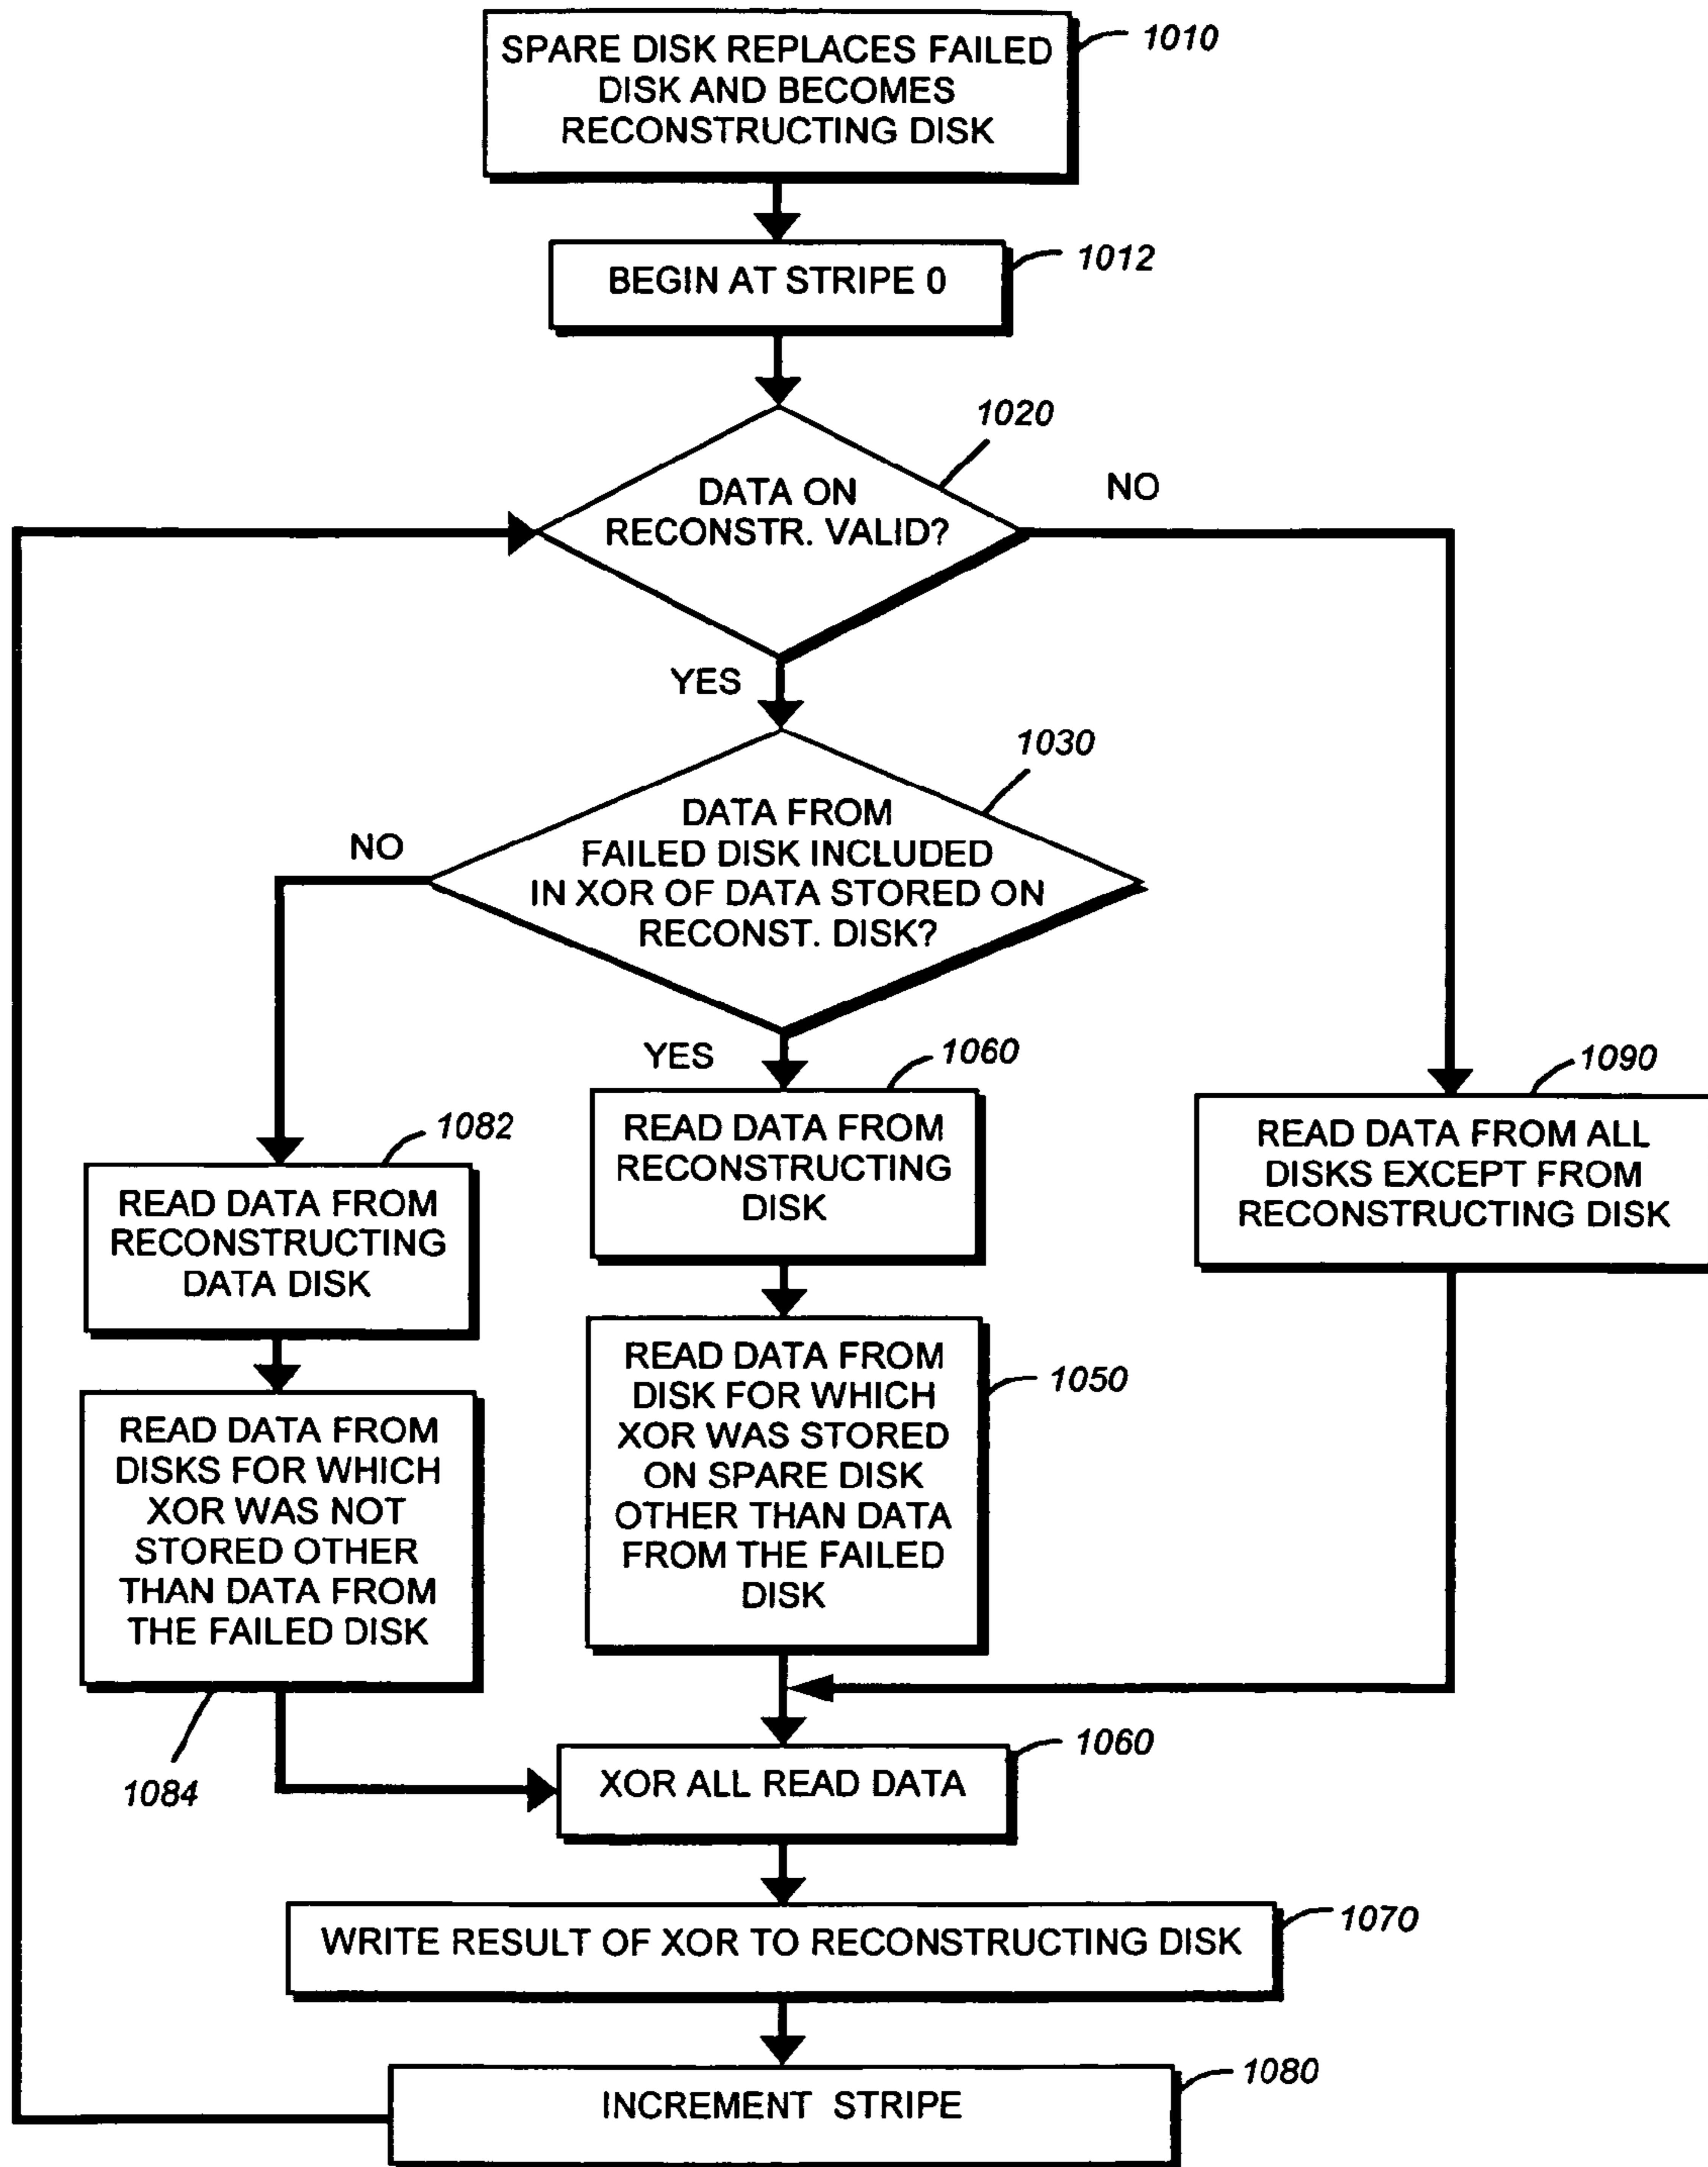 SPARE DISK REPLACES FAILED
DISK AND BECOMES
RECONSTRUCTING DISK
1010
BEGIN AT STRIPE 0
1012
1020
DATA ON
RECONSTR. VALID?
NO
YES
1030
DATA FROM
FAILED DISK INCLUDED
IN XOR OF DATA STORED ON
RECONST. DISK?
NO
YES
1060
READ DATA FROM
RECONSTRUCTING
DISK
1090
READ DATA FROM ALL
DISKS EXCEPT FROM
RECONSTRUCTING DISK
1082
READ DATA FROM
RECONSTRUCTING
DATA DISK
READ DATA FROM
DISK FOR WHICH
XOR WAS STORED
ON SPARE DISK
OTHER THAN DATA
FROM THE FAILED
DISK
1050
READ DATA FROM
DISKS FOR WHICH
XOR WAS NOT
STORED OTHER
THAN DATA FROM
THE FAILED DISK
1084
XOR ALL READ DATA
1060
WRITE RESULT OF XOR TO RECONSTRUCTING DISK
1070
INCREMENT STRIPE
1080